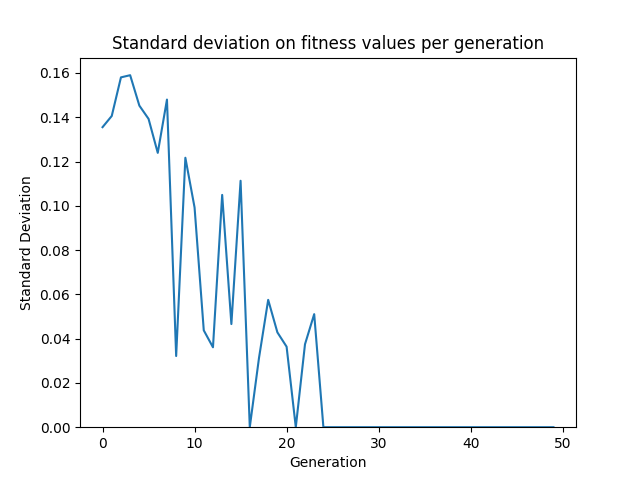 Standard deviation on fitness values per generation
0.16
0.14
0.12
0.10
0.08
0.06
0.04
0.02
0.00
Standard Deviation
0 10 20 30 40 50
Generation